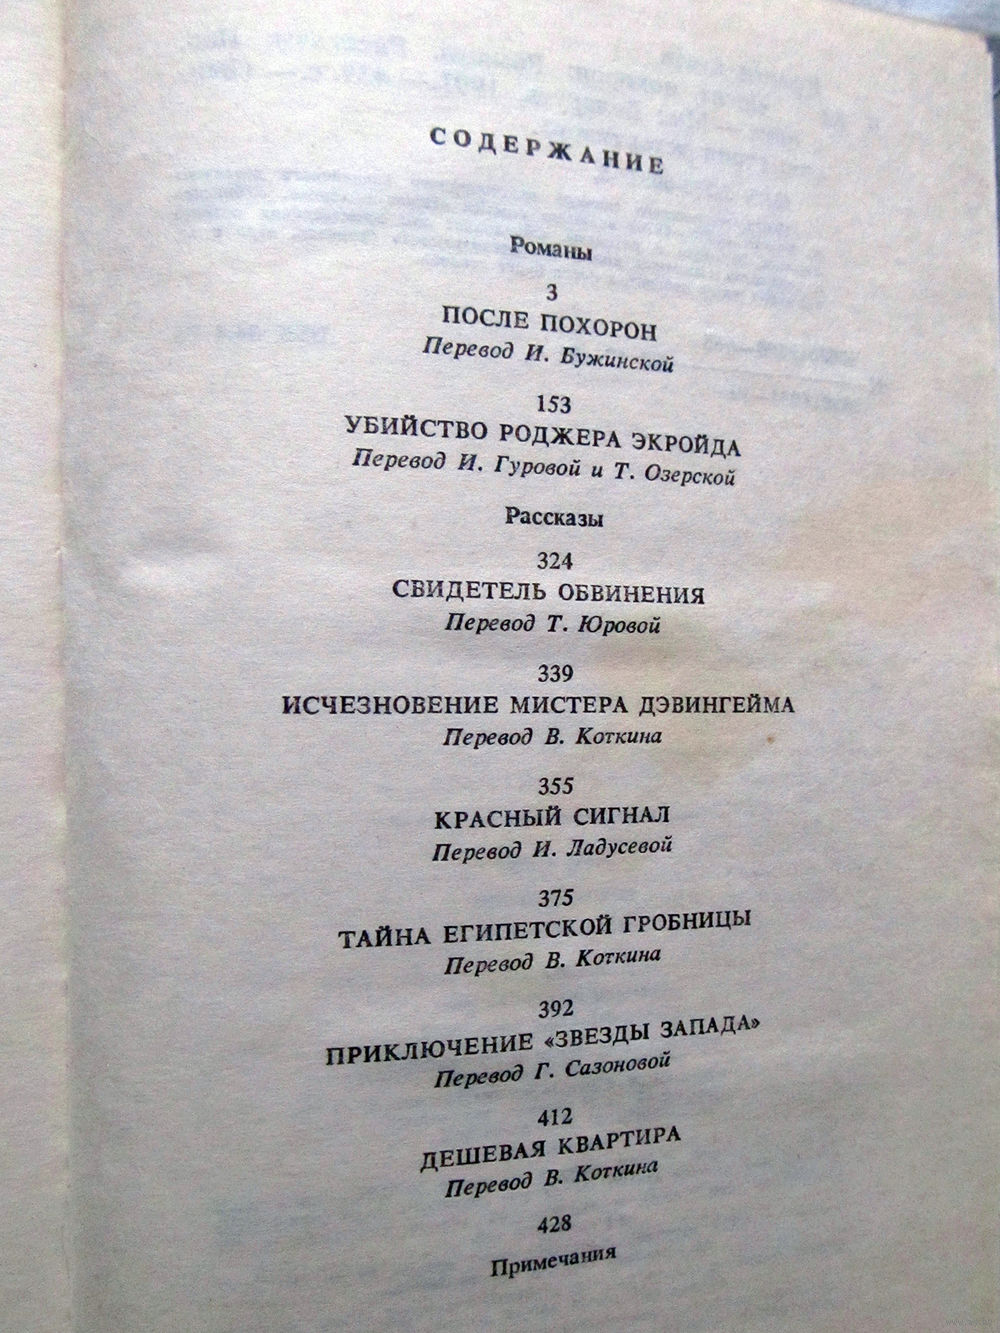 СОДЕРЖАНИЕ
Романы
3
ПОСЛЕ ПОХОРОН
Перевод И. Бужинской
153
УБИЙСТВО РОДЖЕРА ЭКРОЙДА
Перевод И. Гуровой и Т. Озерской
Рассказы
324
СВИДЕТЕЛЬ ОБВИНЕНИЯ
Перевод Т. Юровой
339
ИСЧЕЗНОВЕНИЕ МИСТЕРА ДЭВИНГЕЙМА
Перевод В. Коткина
355
КРАСНЫЙ СИГНАЛ
Перевод И. Ладусевой
375
ТАЙНА ЕГИПЕТСКОЙ ГРОБНИЦЫ
Перевод В. Коткина
392
ПРИКЛЮЧЕНИЕ «ЗВЕЗДЫ ЗАПАДА»
Перевод Г. Сазоновой
412
ДЕШЕВАЯ КВАРТИРА
Перевод В. Коткина
428
Примечания